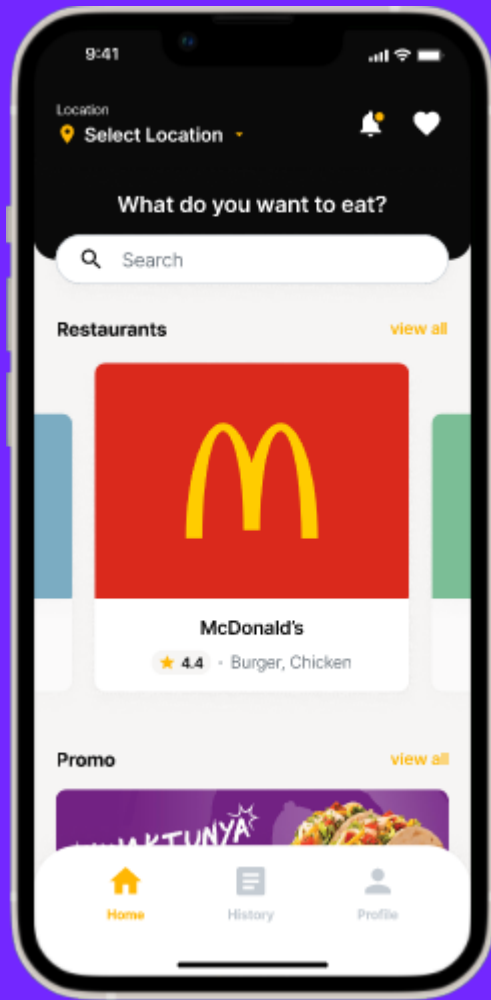 9:41
Location
Select Location
What do you want to eat?
Search
Restaurants
view all
McDonald's
4.4 • Burger, Chicken
Promo
view all
Home
History
Profile